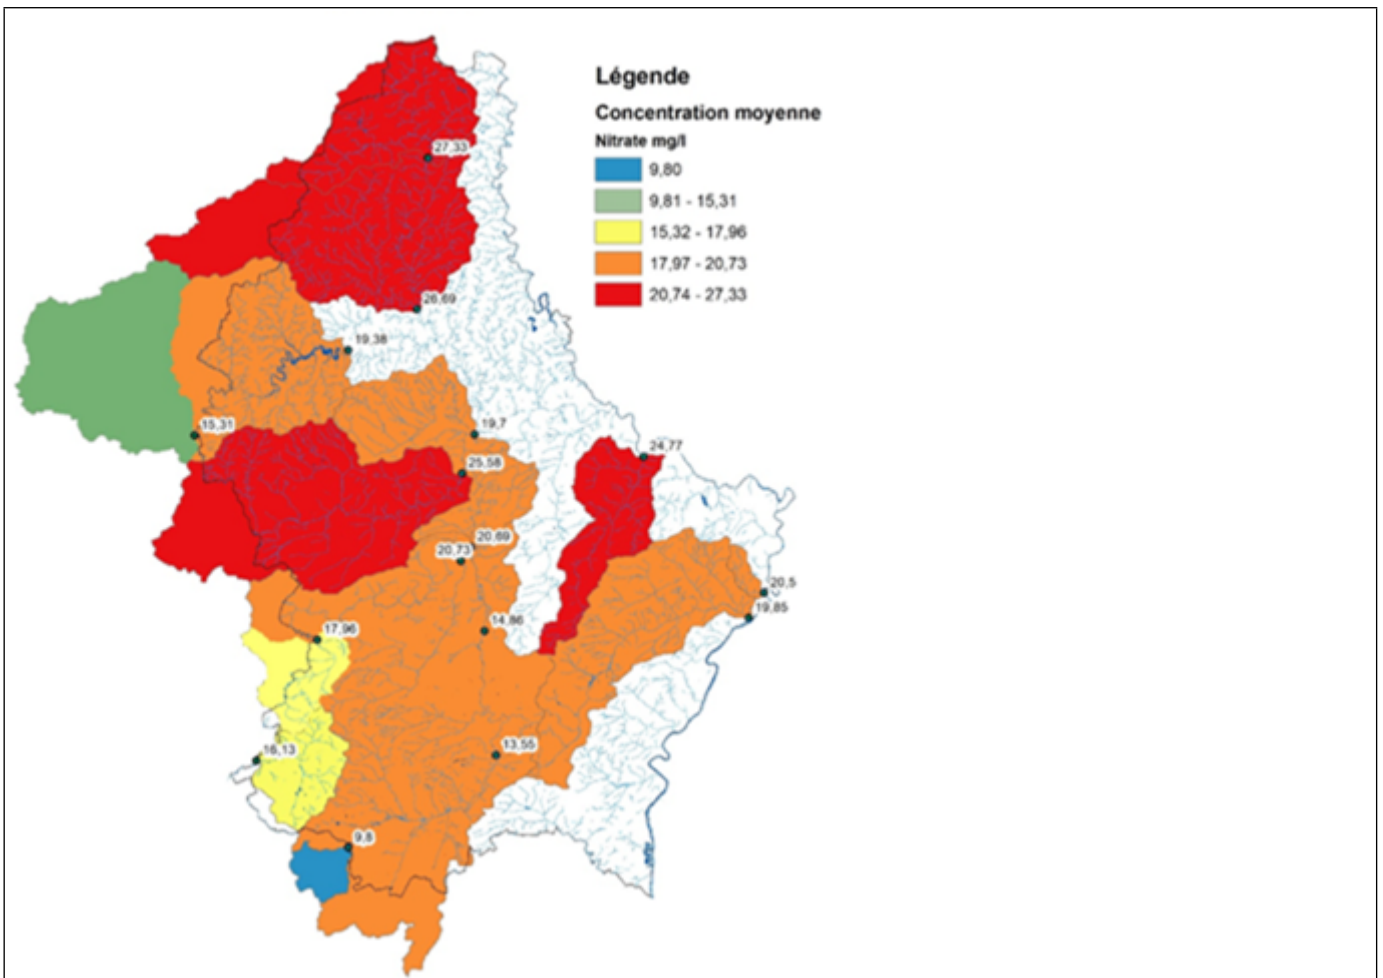 Légende
Concentration moyenne
Nitrate mg/l
9,80
9,81 - 15,31
15,32 - 17,96
17,97 - 20,73
20,74 - 27,33
27,33
26,69
19,38
15,31
19,7
24,77
25,58
20,69
20,73
20,5
19,85
14,86
17,96
13,55
16,13
9,8